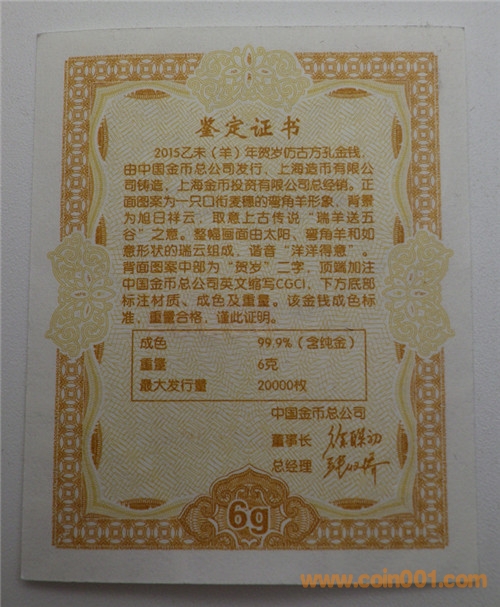 鉴定证书
2015乙未（羊）年贺岁仿古方孔金钱，
由中国金币总公司发行、上海造币有限公
司铸造，上海金币投资有限公司总经销。正
面图案为一只口衔麦穗的弯角羊形象，背景
为旭日祥云，取意上古传说“瑞羊送五
谷”之意。整幅画面由太阳、弯角羊和如
意形状的瑞云组成，谐音“洋洋得意”。
背面图案中部为“贺岁”二字，顶端加注
中国金币总公司英文缩写CGCI，下方底部
标注材质、成色及重量。该金钱成色标
准、重量合格，谨此证明。
成色 99.9%（含纯金）
重量 6克
最大发行量 20000枚
中国金币总公司
董事长
总经理
6g
www.coin001.com